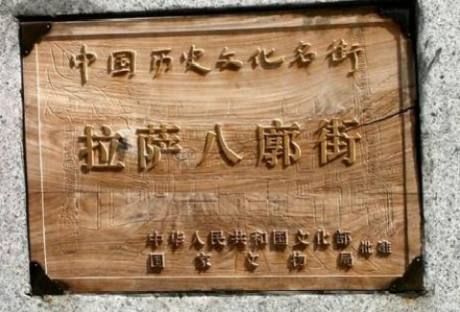 中国历史文化名街
拉萨八廓街
中华人民共和国文化部
国家文物局 批准